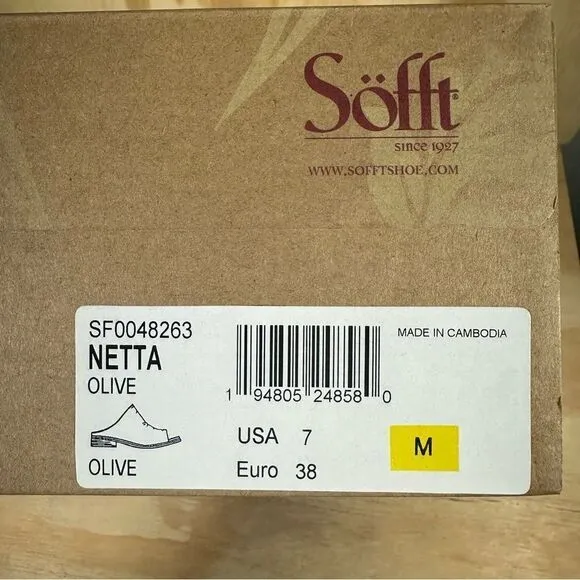 Söfft®
since 1927
WWW.SOFFTSHOE.COM
SF0048263
NETTA
OLIVE
OLIVE
1 94805 24858 0
USA 7
Euro 38
MADE IN CAMBODIA
M